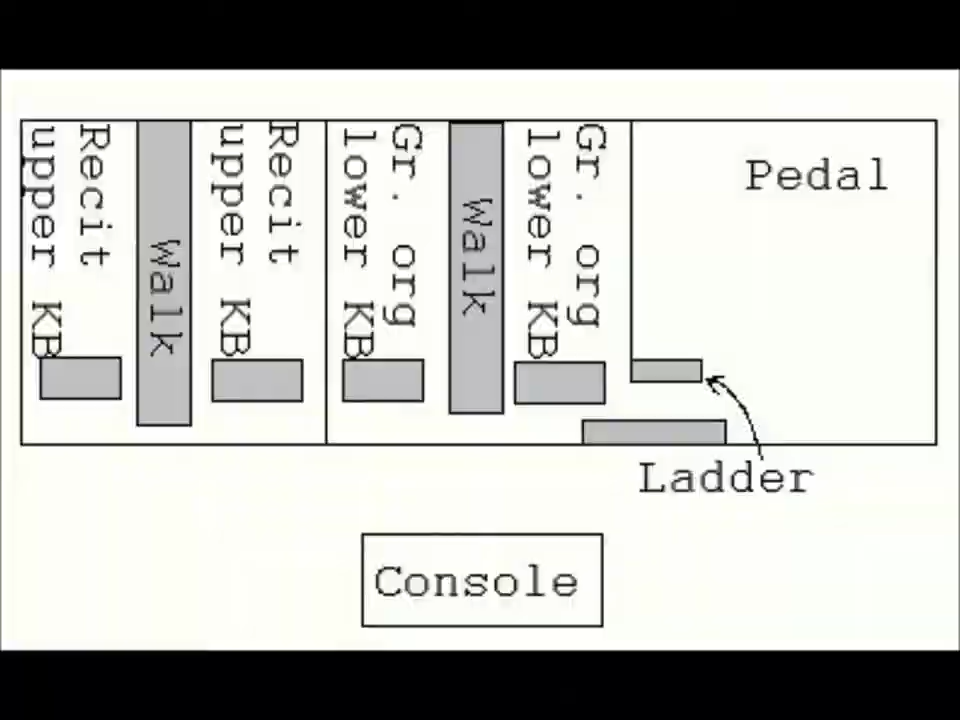 Recit
upper KB
Walk
Recit
upper KB
Gr. org
lower KB
Walk
Gr. org
lower KB
Pedal
Ladder
Console